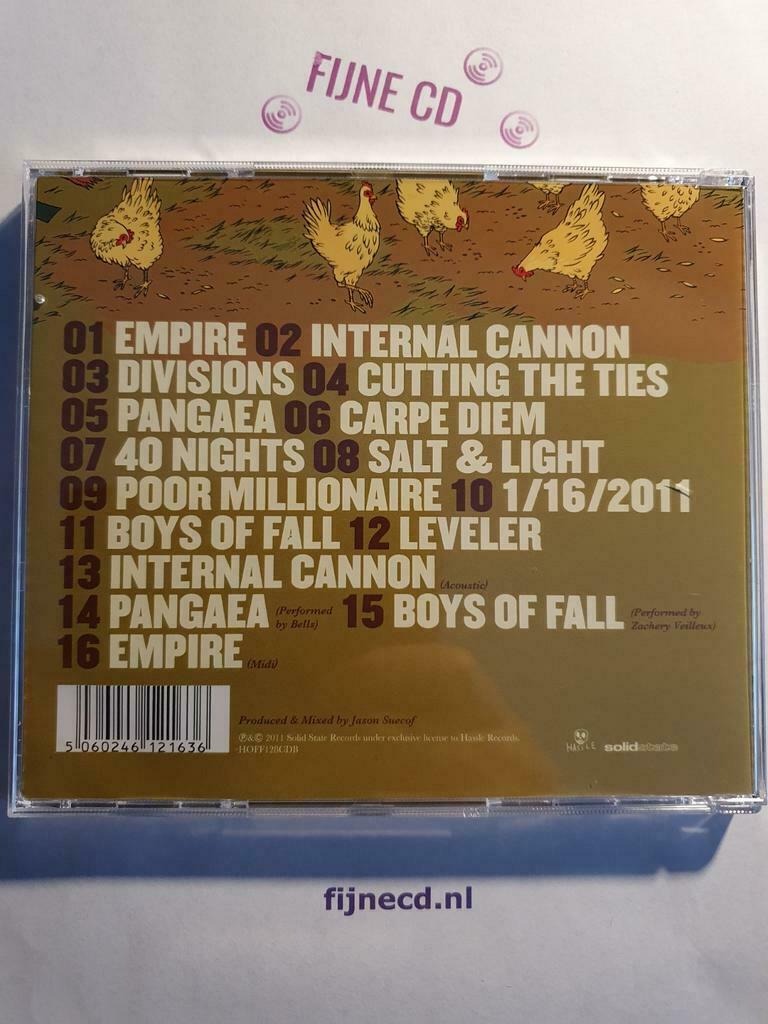 FIJNE CD
01 EMPIRE 02 INTERNAL CANNON
03 DIVISIONS 04 CUTTING THE TIES
05 PANGAEA 06 CARPE DIEM
07 40 NIGHTS 08 SALT & LIGHT
09 POOR MILLIONAIRE 10 1/16/2011
11 BOYS OF FALL 12 LEVELER
13 INTERNAL CANNON (Acoustic)
14 PANGAEA (Performed by Bells) 15 BOYS OF FALL (Performed by Zachery Veilleux)
16 EMPIRE (Midi)
5 060246 121636
Produced & Mixed by Jason Suecof
℗&© 2011 Solid State Records under exclusive license to Hassle Records.
HOFF128CDB
HASSLE solidstate
fijnecd.nl